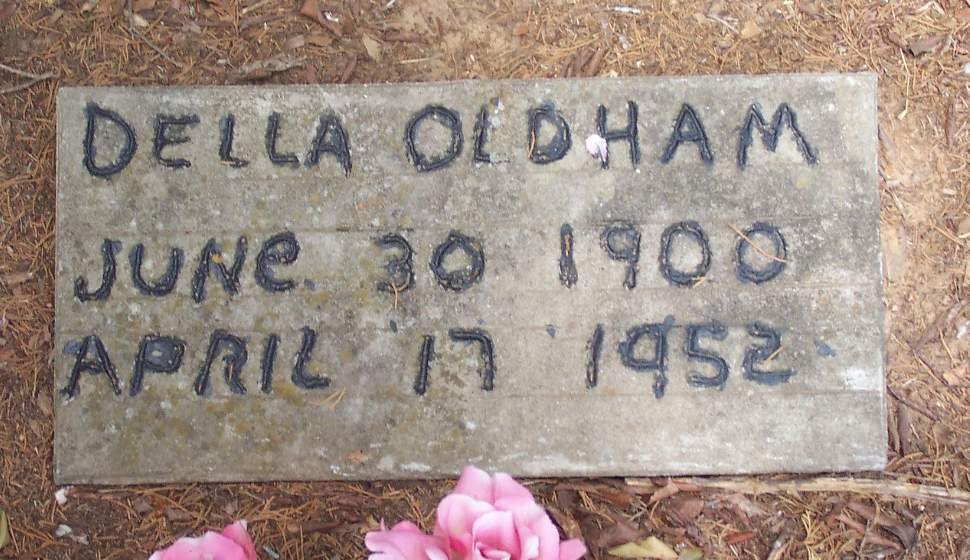 DELLA OLDHAM
JUNe 30 1900
APRIL 17 1952